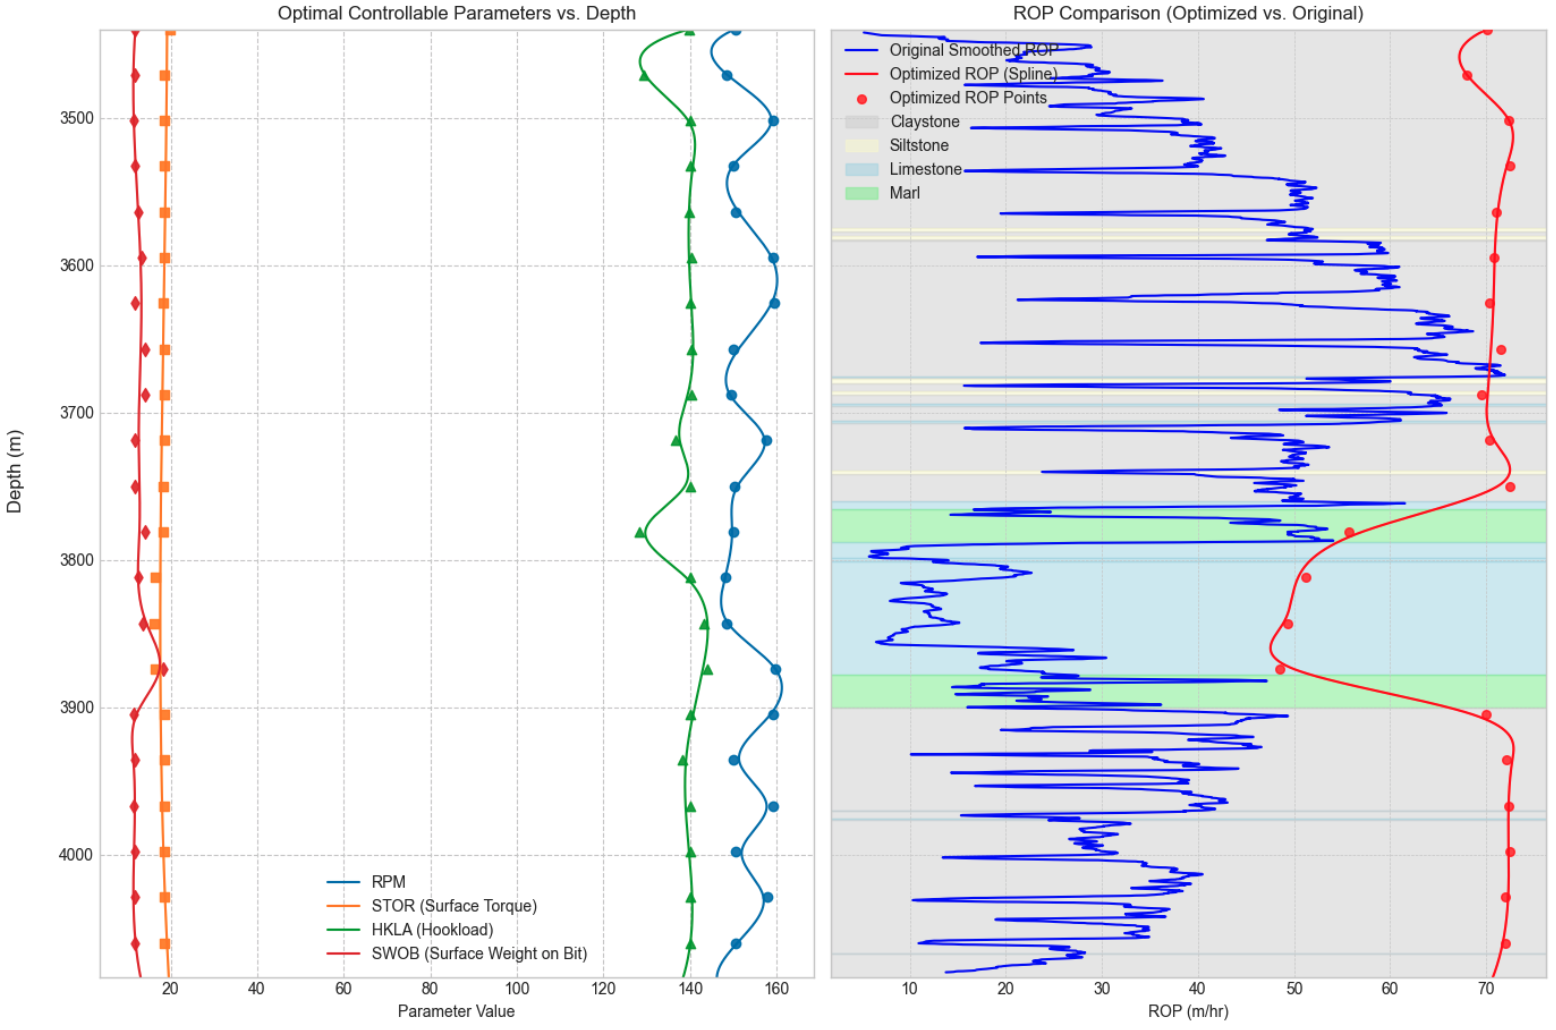 Optimal Controllable Parameters vs. Depth
3500
3600
3700
3800
3900
4000
Depth (m)
RPM
STOR (Surface Torque)
HKLA (Hookload)
SWOB (Surface Weight on Bit)
20 40 60 80 100 120 140 160
Parameter Value
ROP Comparison (Optimized vs. Original)
Original Smoothed ROP
Optimized ROP (Spline)
Optimized ROP Points
Claystone
Siltstone
Limestone
Marl
10 20 30 40 50 60 70
ROP (m/hr)